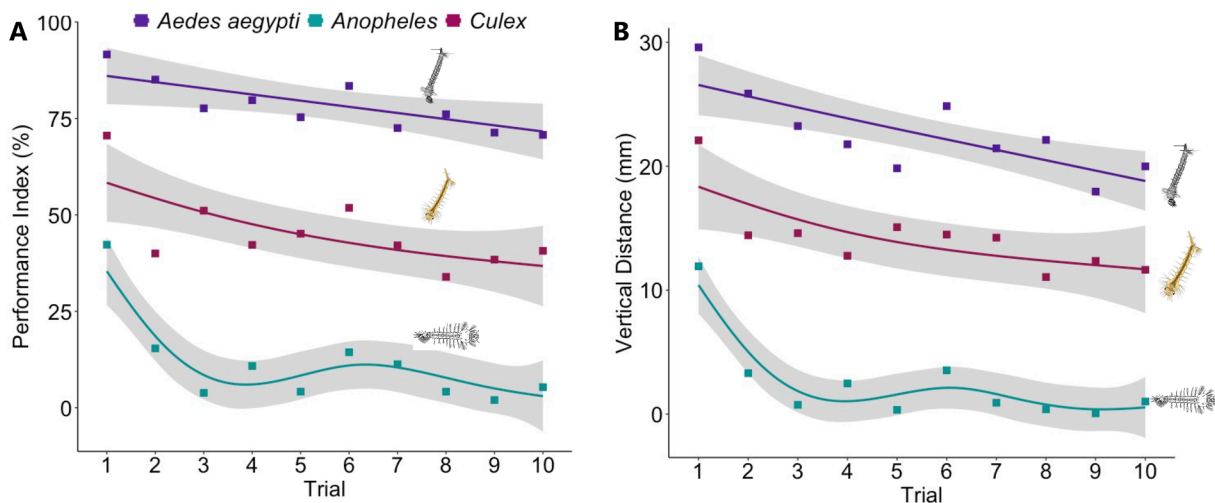 A
Aedes aegypti Anopheles Culex
Performance Index (%)
100
75
50
25
0
1 2 3 4 5 6 7 8 9 10
Trial
B
Vertical Distance (mm)
30
20
10
0
1 2 3 4 5 6 7 8 9 10
Trial